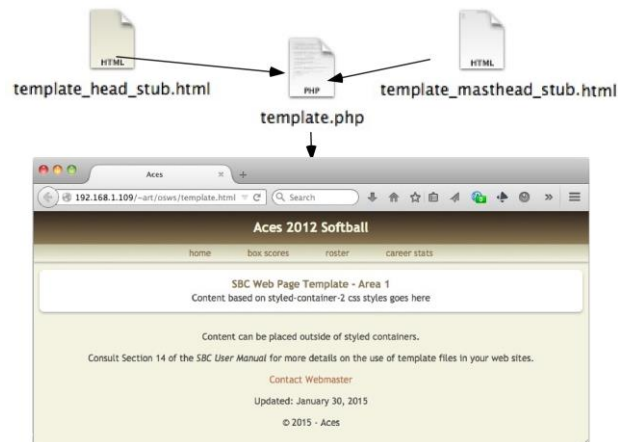 HTML
HTML
template_head_stub.html
PHP
template_masthead_stub.html
template.php
Aces
192.168.1.109/~art/osws/template.html
Search
Aces 2012 Softball
home box scores roster career stats
SBC Web Page Template - Area 1
Content based on styled-container-2 css styles goes here
Content can be placed outside of styled containers.
Consult Section 14 of the SBC User Manual for more details on the use of template files in your web sites.
Contact Webmaster
Updated: January 30, 2015
© 2015 - Aces